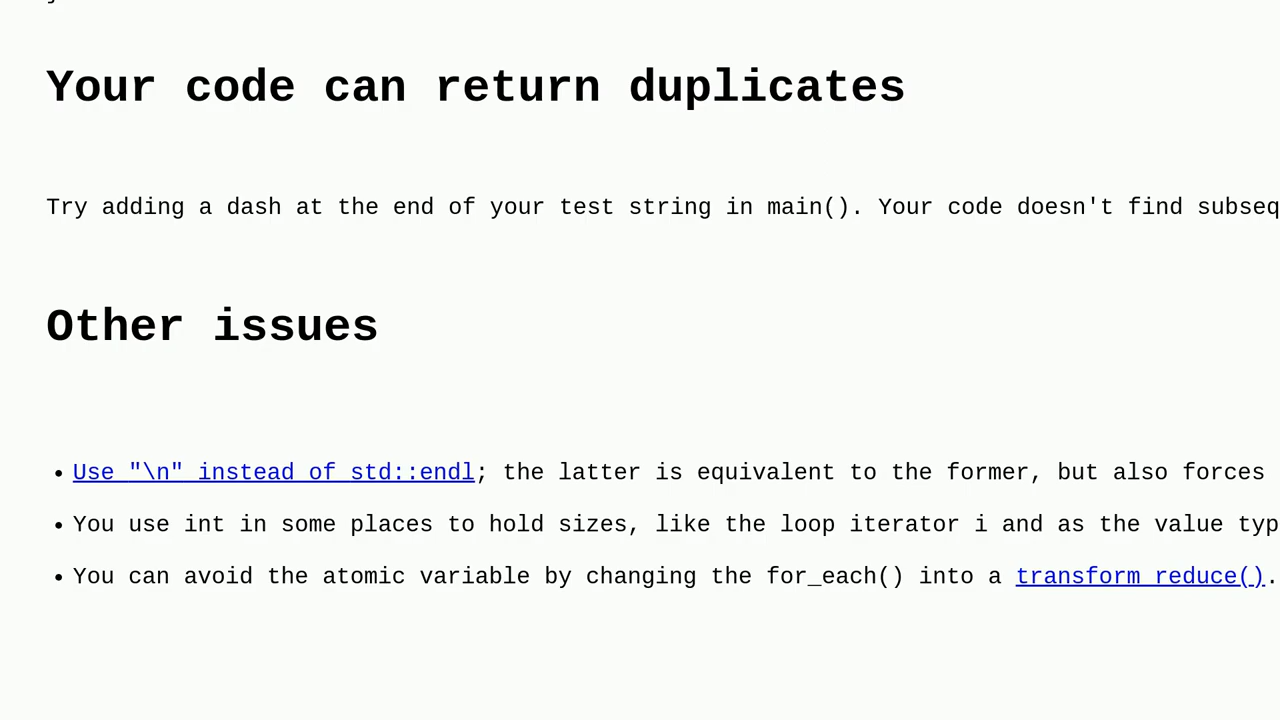 Your code can return duplicates
Try adding a dash at the end of your test string in main(). Your code doesn't find subseq
Other issues
• Use "\n" instead of std::endl; the latter is equivalent to the former, but also forces
• You use int in some places to hold sizes, like the loop iterator i and as the value typ
• You can avoid the atomic variable by changing the for_each() into a transform_reduce().